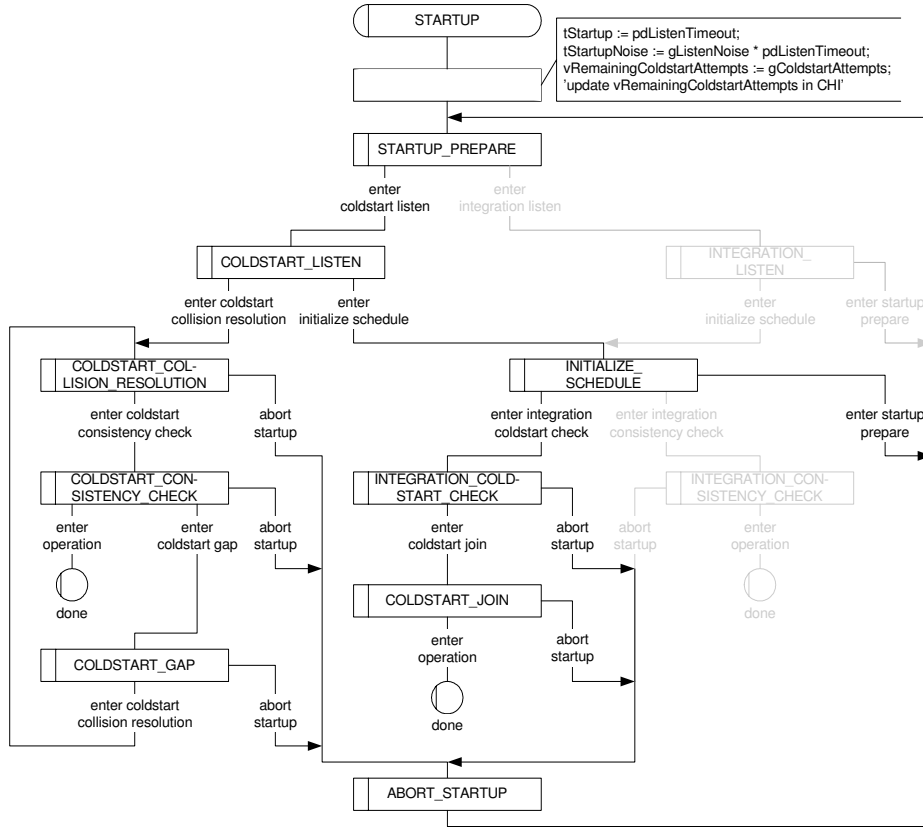 STARTUP
tStartup := pdListenTimeout;
tStartupNoise := gListenNoise * pdListenTimeout;
vRemainingColdstartAttempts := gColdstartAttempts;
'update vRemainingColdstartAttempts in CHI'
STARTUP_PREPARE
enter
coldstart listen
enter
integration listen
COLDSTART_LISTEN
INTEGRATION_
LISTEN
enter coldstart
collision resolution
enter
initialize schedule
enter
initialize schedule
enter startup
prepare
COLDSTART_COL-
LISION_RESOLUTION
INITIALIZE_
SCHEDULE
enter coldstart
consistency check
abort
startup
enter integration
coldstart check
enter integration
consistency check
enter startup
prepare
COLDSTART_CON-
SISTENCY_CHECK
INTEGRATION_COLD-
START_CHECK
INTEGRATION_CON-
SISTENCY_CHECK
enter
operation
enter
coldstart gap
abort
startup
enter
coldstart join
abort
startup
abort
startup
enter
operation
done
COLDSTART_JOIN
done
enter
operation
abort
startup
COLDSTART_GAP
enter coldstart
collision resolution
abort
startup
done
ABORT_STARTUP